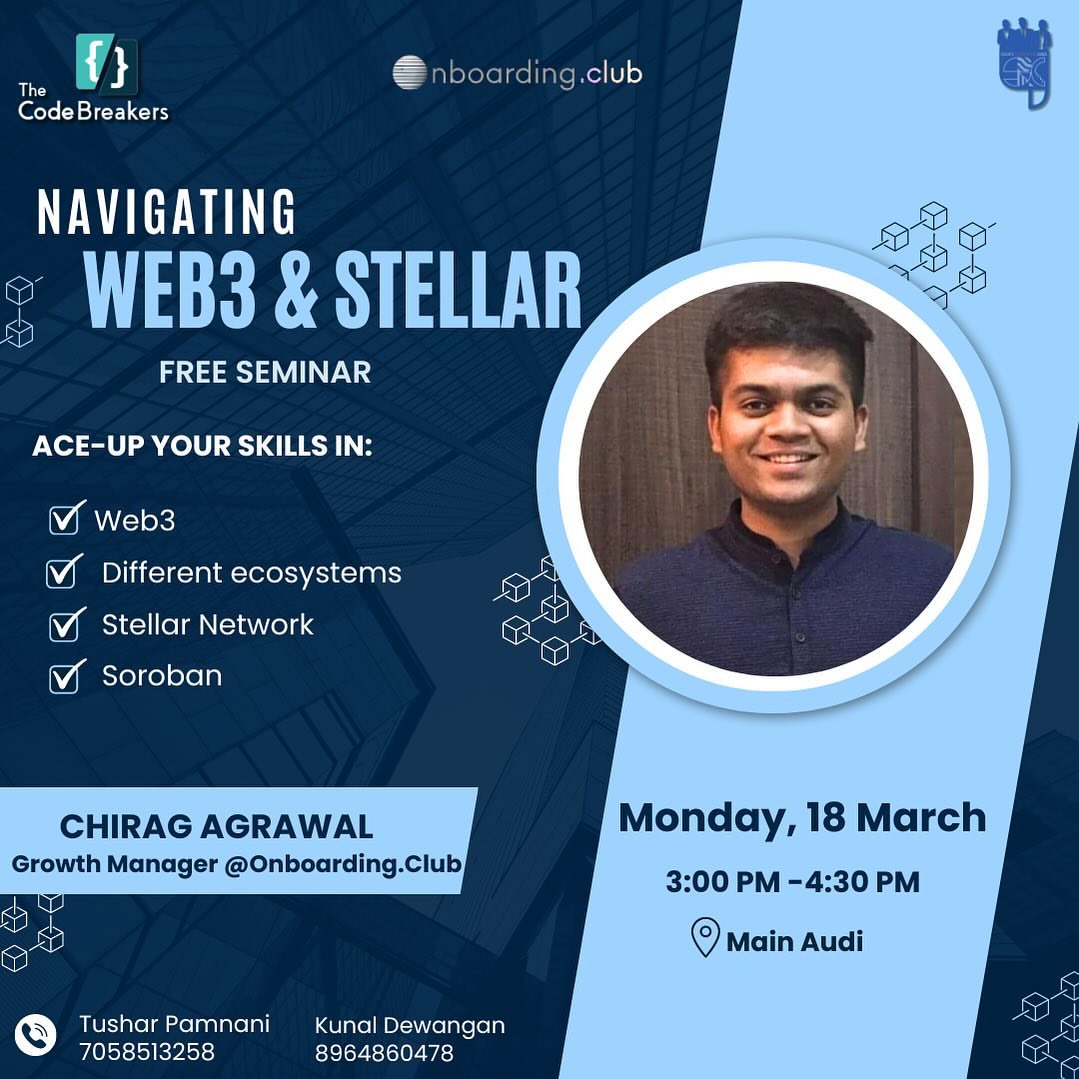 The
CodeBreakers
Onboarding.club
NAVIGATING
WEB3 & STELLAR
FREE SEMINAR
ACE-UP YOUR SKILLS IN:
Web3
Different ecosystems
Stellar Network
Soroban
CHIRAG AGRAWAL
Growth Manager @Onboarding.Club
Monday, 18 March
3:00 PM -4:30 PM
Main Audi
Tushar Pamnani
7058513258
Kunal Dewangan
8964860478